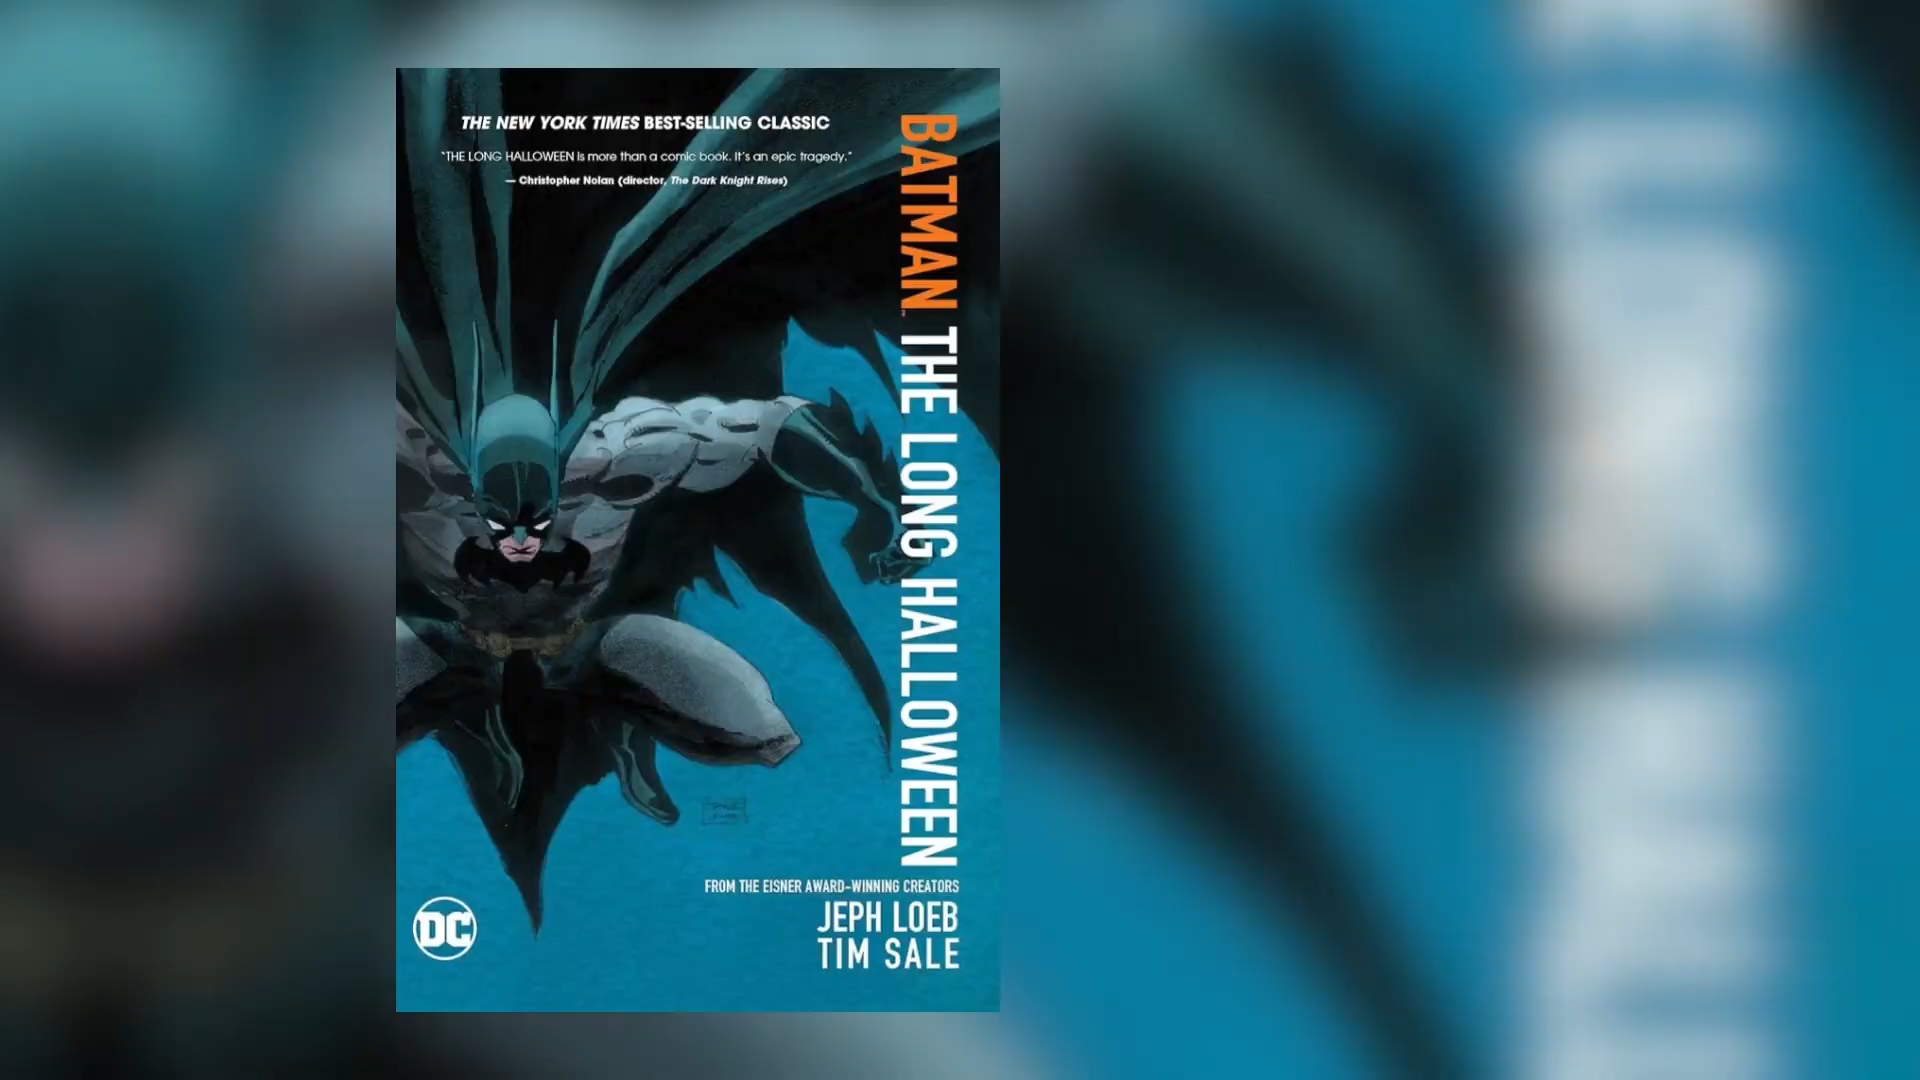 THE NEW YORK TIMES BEST-SELLING CLASSIC
"THE LONG HALLOWEEN is more than a comic book. It's an epic tragedy."
— Christopher Nolan (director, The Dark Knight Rises)
BATMAN™ THE LONG HALLOWEEN
FROM THE EISNER AWARD-WINNING CREATORS
JEPH LOEB
TIM SALE
DC